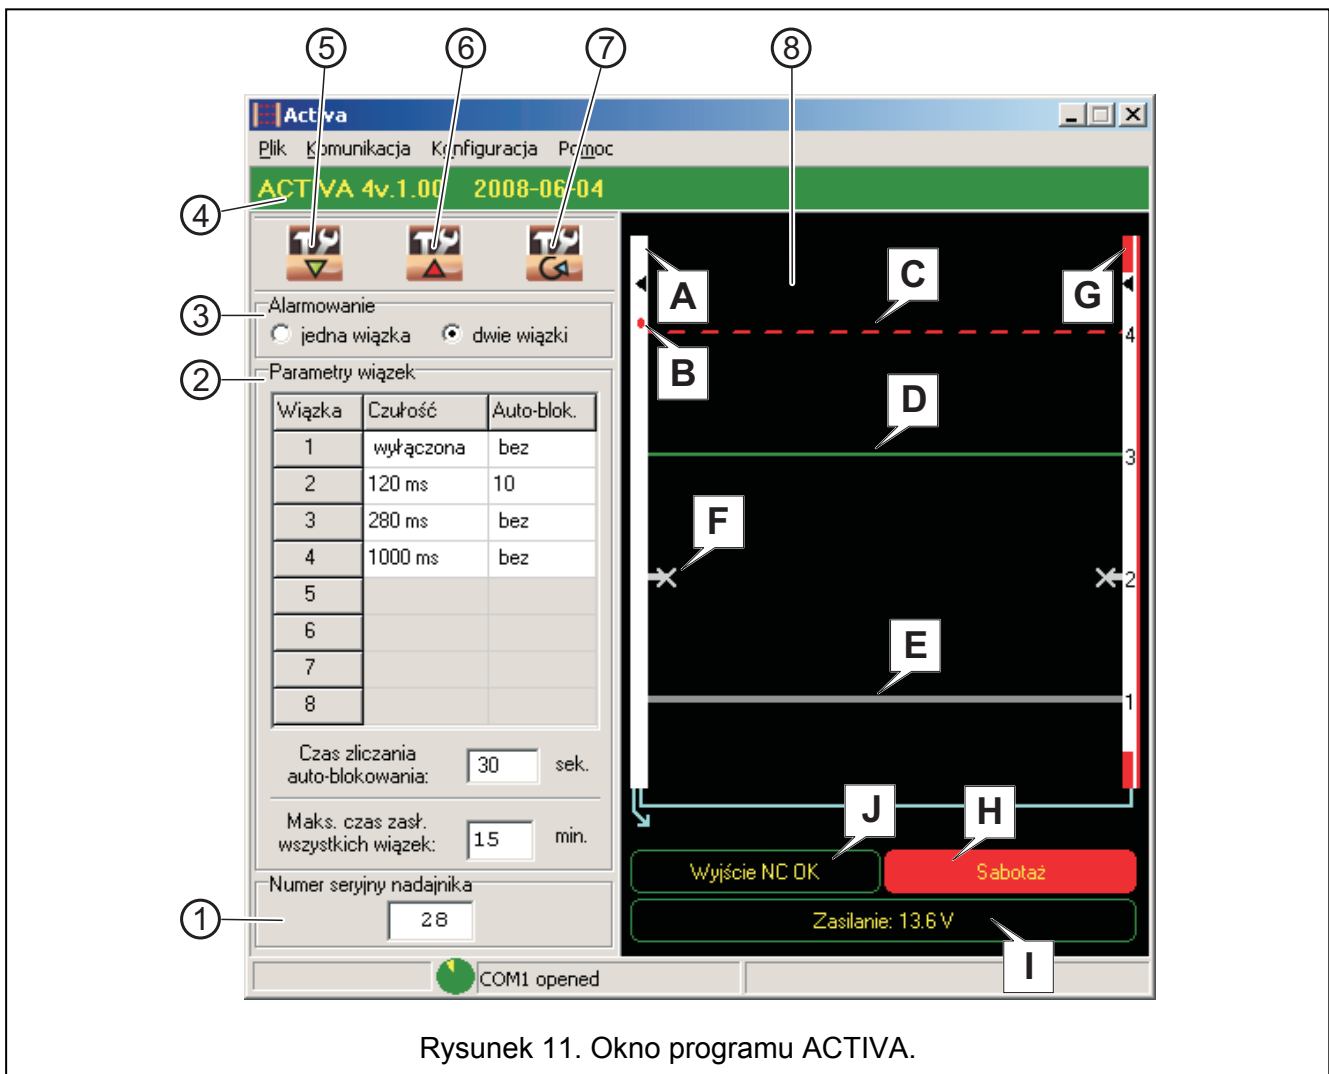 5 6 7 8
Activa
Plik Komunikacja Konfiguracja Pomoc
ACTIVA 4v.1.00 2008-06-04
4
3
Alarmowanie
jedna wiązka dwie wiązki
2
Parametry wiązek
Wiązka Czułość Auto-blok.
1 wyłączona bez
2 120 ms 10
3 280 ms bez
4 1000 ms bez
5
6
7
8
Czas zliczania
auto-blokowania: 30 sek.
Maks. czas zasł.
wszystkich wiązek: 15 min.
1
Numer seryjny nadajnika
28
A C G
4
B
D
3
F
2
E
1
J H
Wyjście NC OK Sabotaż
Zasilanie: 13.6 V
I
COM1 opened
Rysunek 11. Okno programu ACTIVA.